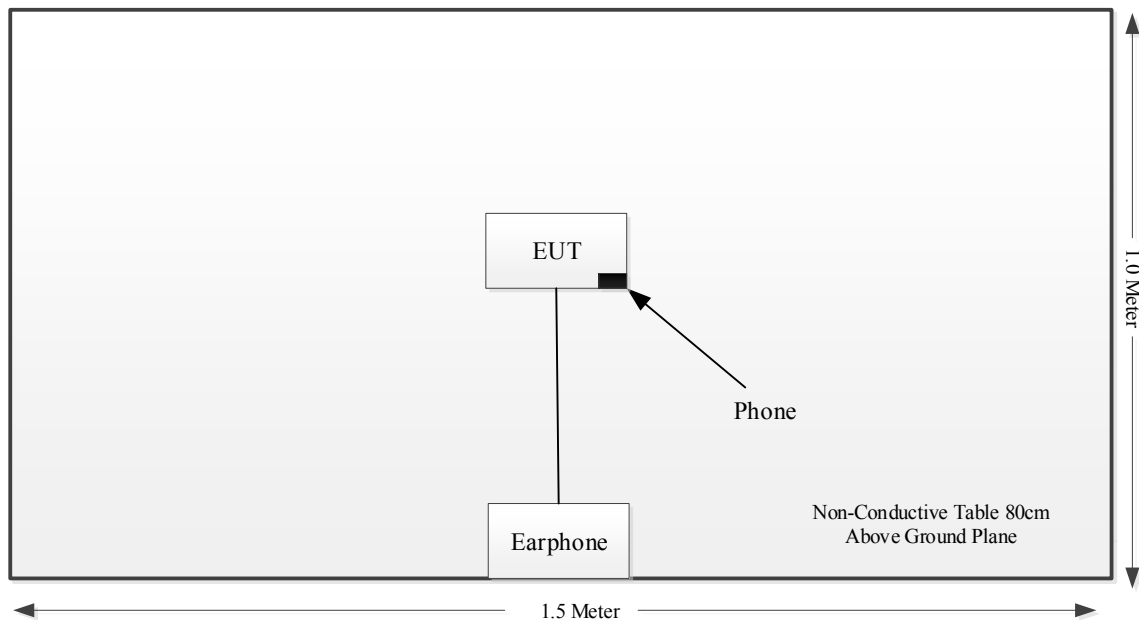 EUT
1.0 Meter
Phone
Non-Conductive Table 80cm
Above Ground Plane
Earphone
1.5 Meter